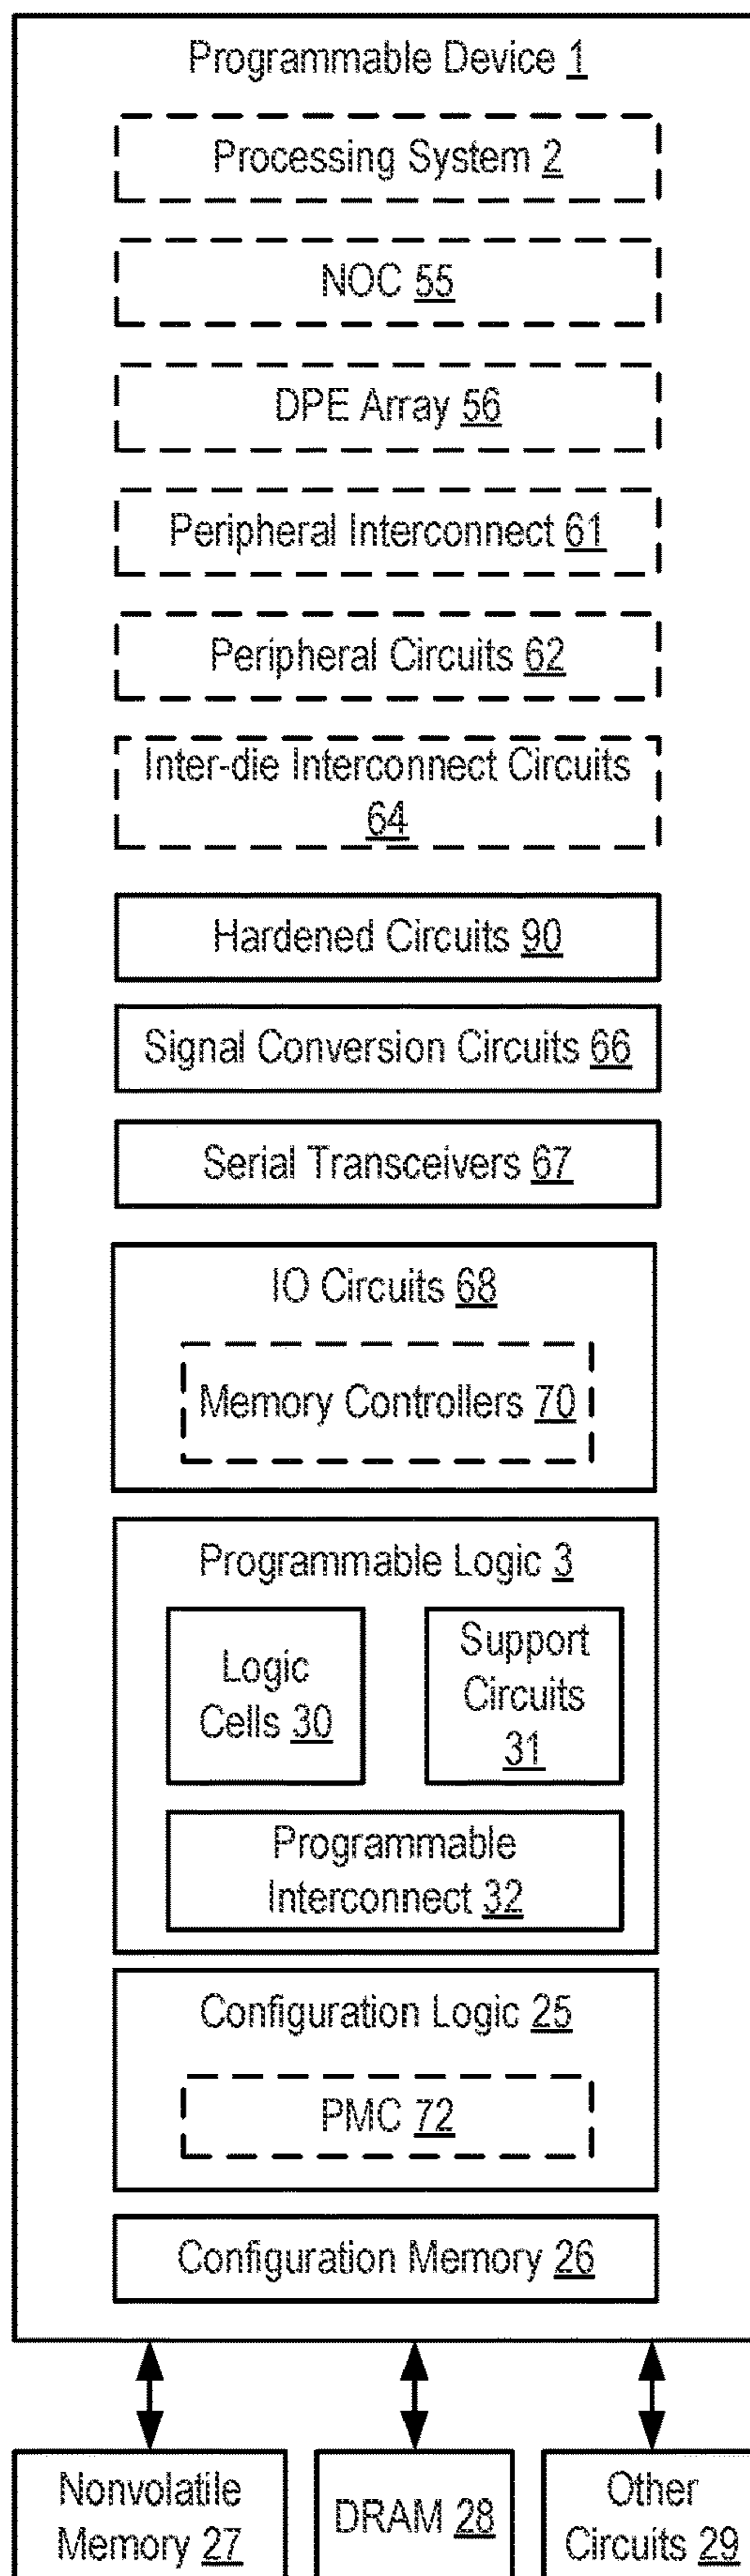 Programmable Device 1
Processing System 2
NOC 55
DPE Array 56
Peripheral Interconnect 61
Peripheral Circuits 62
Inter-die Interconnect Circuits
64
Hardened Circuits 90
Signal Conversion Circuits 66
Serial Transceivers 67
IO Circuits 68
Memory Controllers 70
Programmable Logic 3
Logic
Cells 30
Support
Circuits
31
Programmable
Interconnect 32
Configuration Logic 25
PMC 72
Configuration Memory 26
Nonvolatile
Memory 27
DRAM 28
Other
Circuits 29